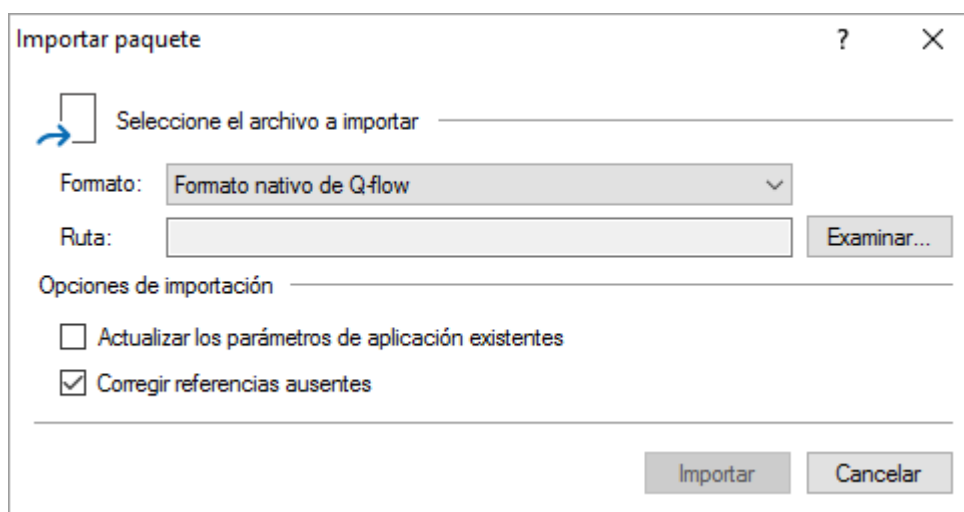 Importar paquete ?
Seleccione el archivo a importar
Formato: Formato nativo de Q-flow
Ruta: Examinar...
Opciones de importación
Actualizar los parámetros de aplicación existentes
Corregir referencias ausentes
Importar Cancelar